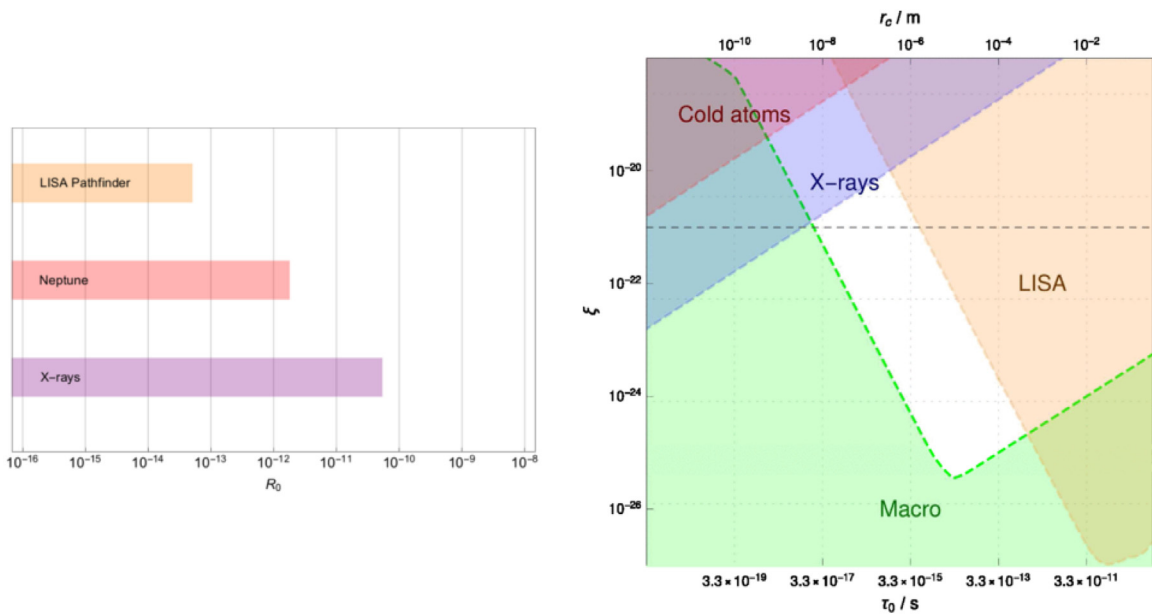 LISA Pathfinder
Neptune
X-rays
10⁻¹⁶ 10⁻¹⁵ 10⁻¹⁴ 10⁻¹³ 10⁻¹² 10⁻¹¹ 10⁻¹⁰ 10⁻⁹ 10⁻⁸
R₀
r_c / m
10⁻¹⁰ 10⁻⁸ 10⁻⁶ 10⁻⁴ 10⁻²
Cold atoms
10⁻²⁰
X-rays
10⁻²²
LISA
ξ
10⁻²⁴
10⁻²⁶
Macro
3.3×10⁻¹⁹ 3.3×10⁻¹⁷ 3.3×10⁻¹⁵ 3.3×10⁻¹³ 3.3×10⁻¹¹
τ₀ / s